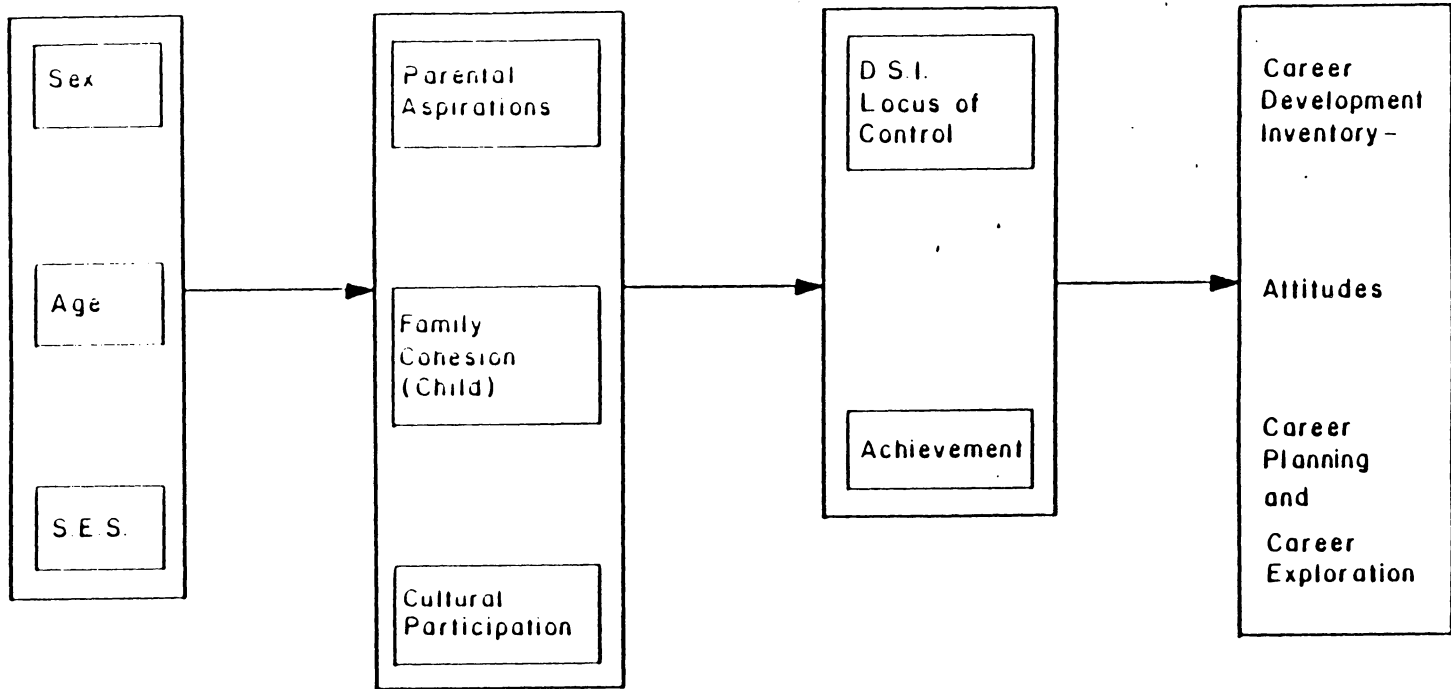 Sex
Age
S.E.S.
Parental
Aspirations
Family
Cohesion
(Child)
Cultural
Participation
D.S.I.
Locus of
Control
Achievement
Career
Development
Inventory-
Attitudes
Career
Planning
and
Career
Exploration